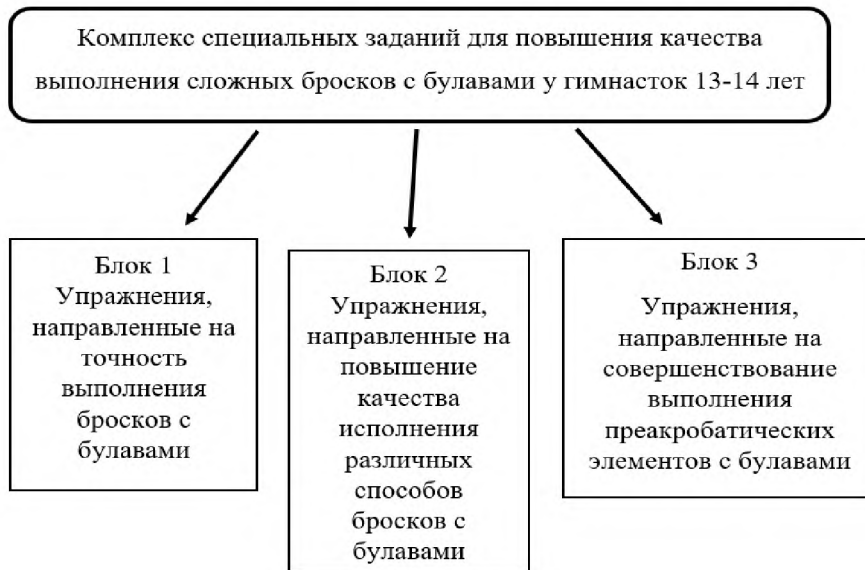 Комплекс специальных заданий для повышения качества
выполнения сложных бросков с булавами у гимнасток 13-14 лет
Блок 1
Упражнения,
направленные на
точность
выполнения
бросков с
булавами
Блок 2
Упражнения,
направленные на
повышение
качества
исполнения
различных
способов
бросков с
булавами
Блок 3
Упражнения,
направленные на
совершенствование
выполнения
преакробатических
элементов с булавами